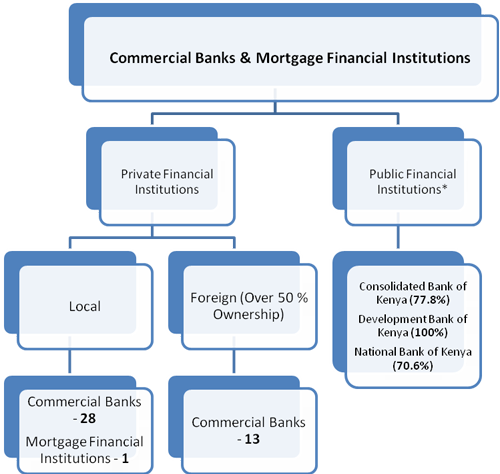 Commercial Banks & Mortgage Financial Institutions
Private Financial
Institutions
Public Financial
Institutions*
Local
Foreign (Over 50 %
Ownership)
Consolidated Bank of
Kenya (77.8%)
Development Bank of
Kenya (100%)
National Bank of Kenya
(70.6%)
Commercial Banks
- 28
Mortgage Financial
Institutions - 1
Commercial Banks
- 13